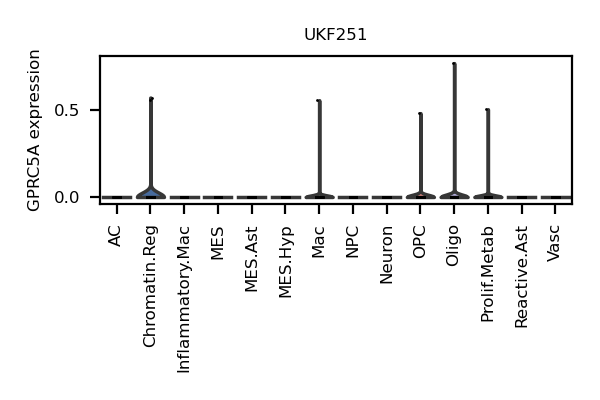 UKF251
GPRC5A expression
0.5
0.0
AC
Chromatin.Reg
Inflammatory.Mac
MES
MES.Ast
MES.Hyp
Mac
NPC
Neuron
OPC
Oligo
Prolif.Metab
Reactive.Ast
Vasc